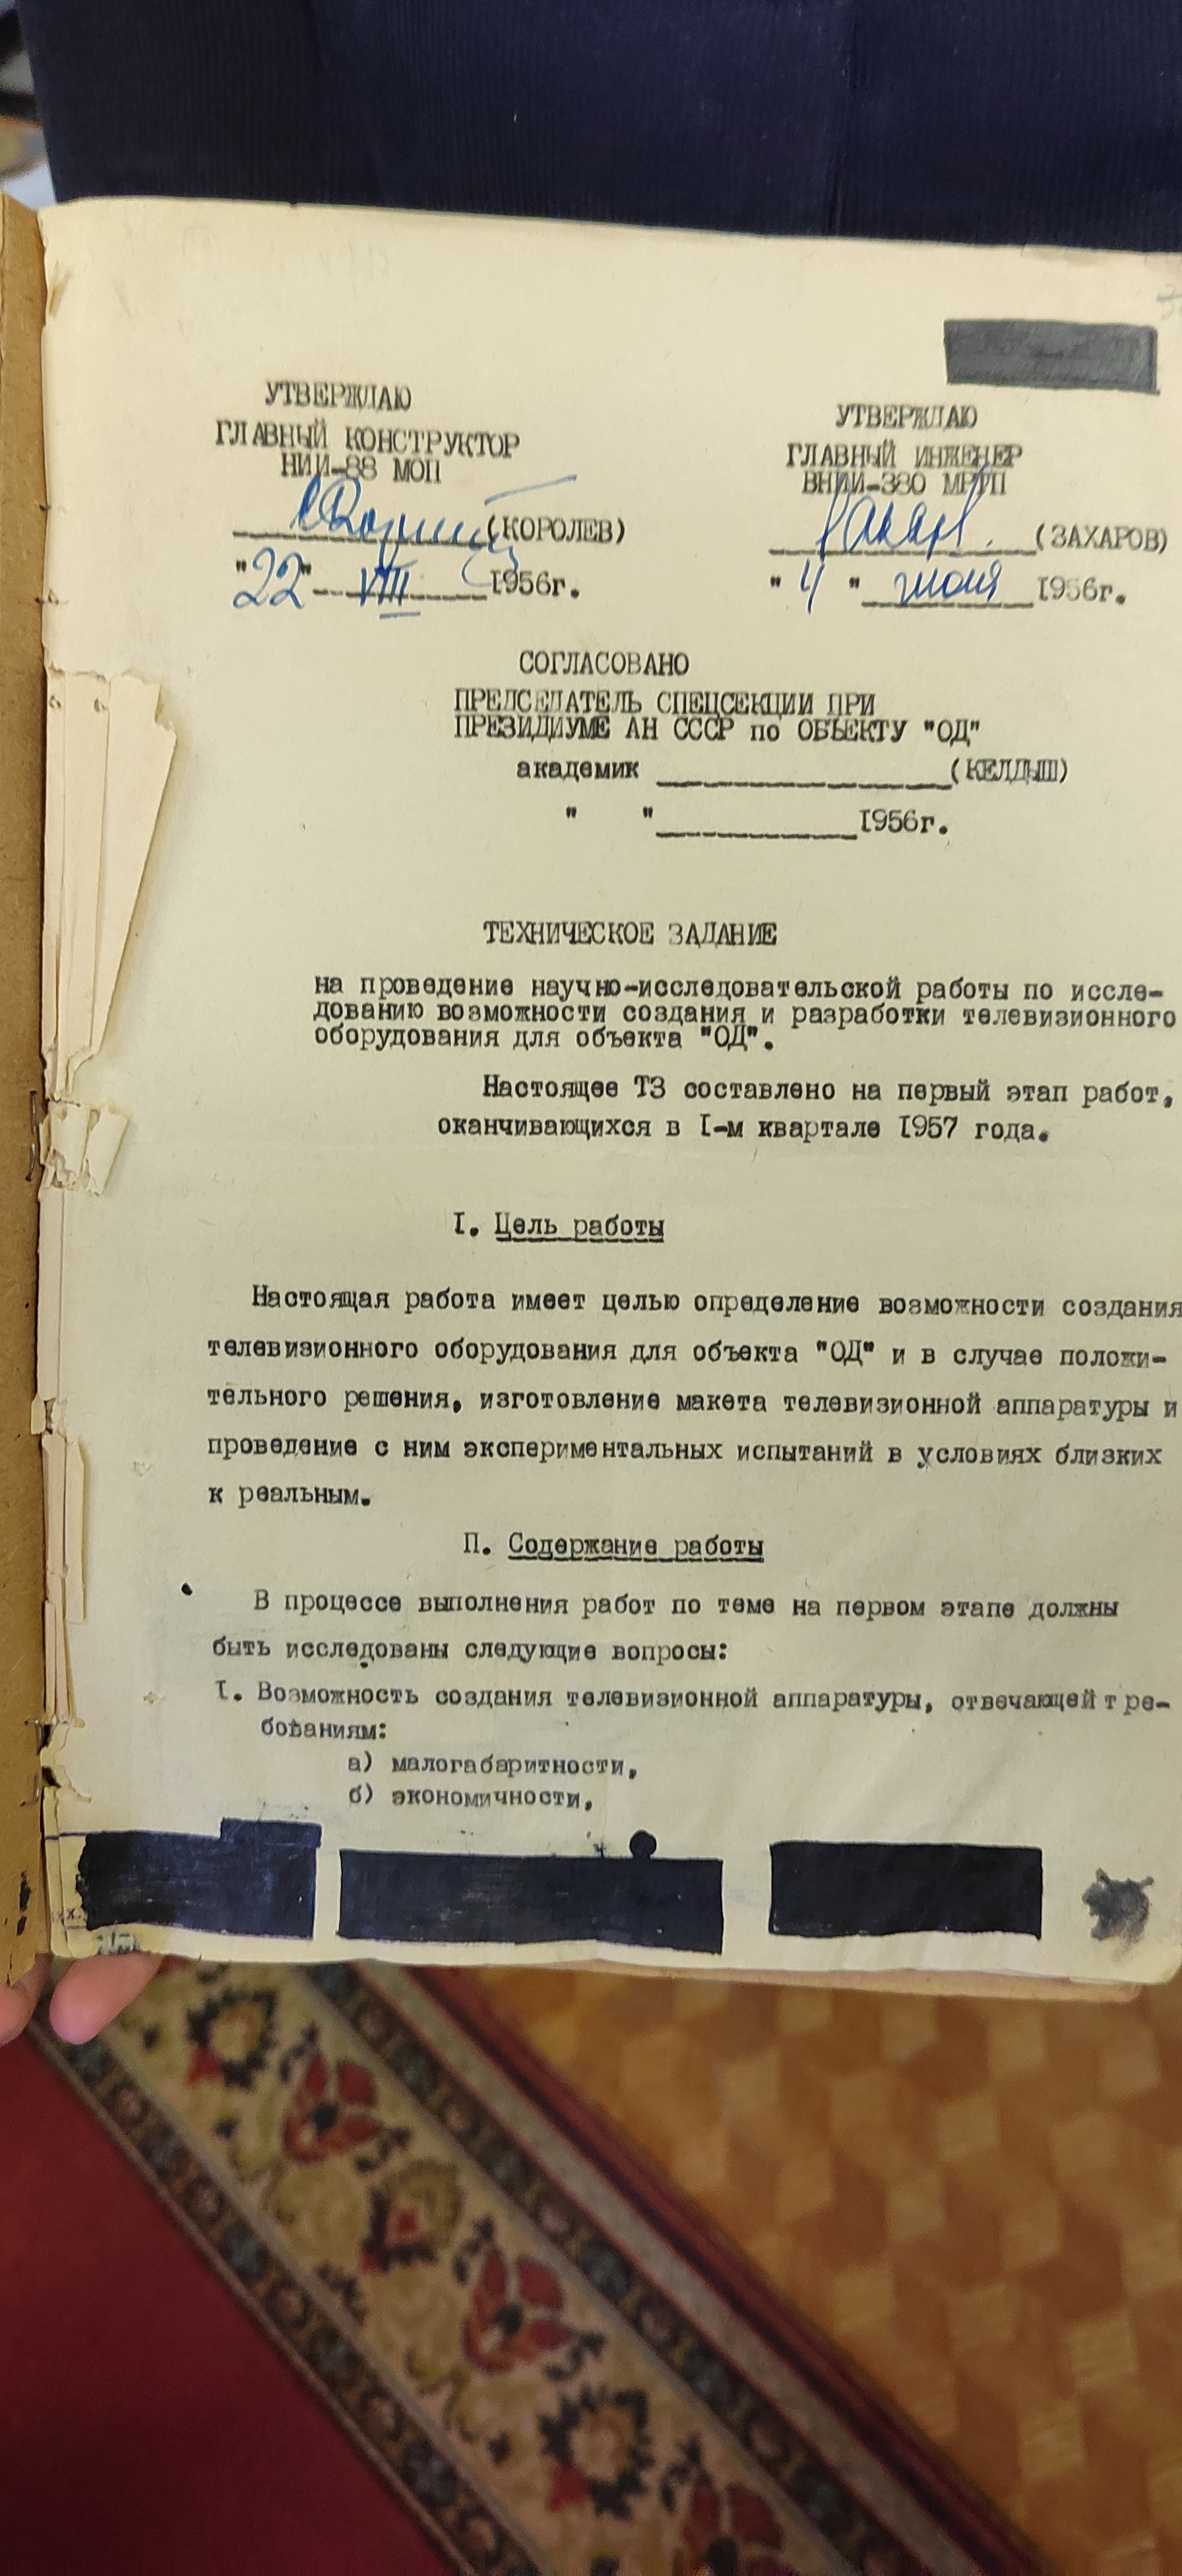 УТВЕРЖДАЮ
ГЛАВНЫЙ КОНСТРУКТОР
НИИ-88 МОП
(КОРОЛЕВ)
"22" VIII 1956г.
УТВЕРЖДАЮ
ГЛАВНЫЙ ИНЖЕНЕР
ВНИИ-380 МРТП
(ЗАХАРОВ)
"4" июля 1956г.
СОГЛАСОВАНО
ПРЕДСЕДАТЕЛЬ СПЕЦСЕКЦИИ ПРИ
ПРЕЗИДИУМЕ АН СССР по ОБЪЕКТУ "ОД"
академик (КЕЛДЫШ)
" " 1956г.
ТЕХНИЧЕСКОЕ ЗАДАНИЕ
на проведение научно-исследовательской работы по иссле-
дованию возможности создания и разработки телевизионного
оборудования для объекта "ОД".
Настоящее ТЗ составлено на первый этап работ,
оканчивающихся в I-м квартале 1957 года.
I. Цель работы
Настоящая работа имеет целью определение возможности создания
телевизионного оборудования для объекта "ОД" и в случае положи-
тельного решения, изготовление макета телевизионной аппаратуры и
проведение с ним экспериментальных испытаний в условиях близких
к реальным.
П. Содержание работы
В процессе выполнения работ по теме на первом этапе должны
быть исследованы следующие вопросы:
I. Возможность создания телевизионной аппаратуры, отвечающей тре-
бованиям:
а) малогабаритности,
б) экономичности,